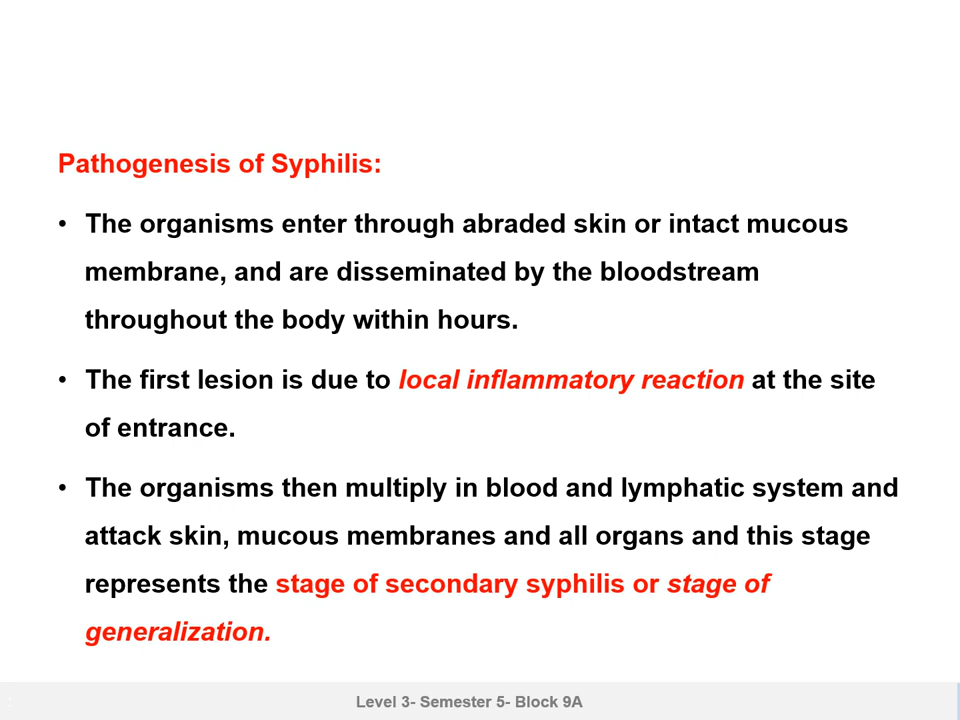 Pathogenesis of Syphilis:
• The organisms enter through abraded skin or intact mucous
membrane, and are disseminated by the bloodstream
throughout the body within hours.
• The first lesion is due to local inflammatory reaction at the site
of entrance.
• The organisms then multiply in blood and lymphatic system and
attack skin, mucous membranes and all organs and this stage
represents the stage of secondary syphilis or stage of
generalization.
Level 3- Semester 5- Block 9A